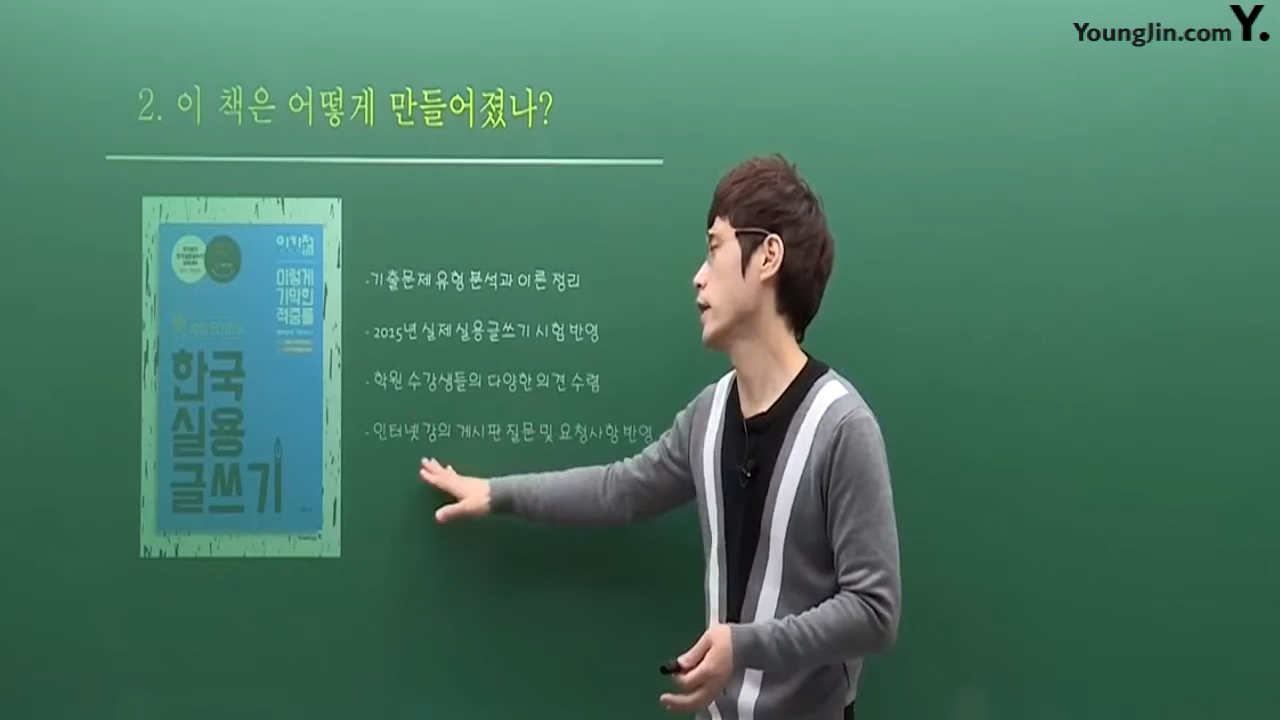 YoungJin.com Y.
2. 이 책은 어떻게 만들어졌나?
이렇게
기막힌
적중률
한국
실용
글쓰기
-기출문제 유형 분석과 이론 정리
-2015년 실제 실용글쓰기 시험 반영
-학원 수강생들의 다양한 의견 수렴
-인터넷 강의 게시판 질문 및 요청사항 반영